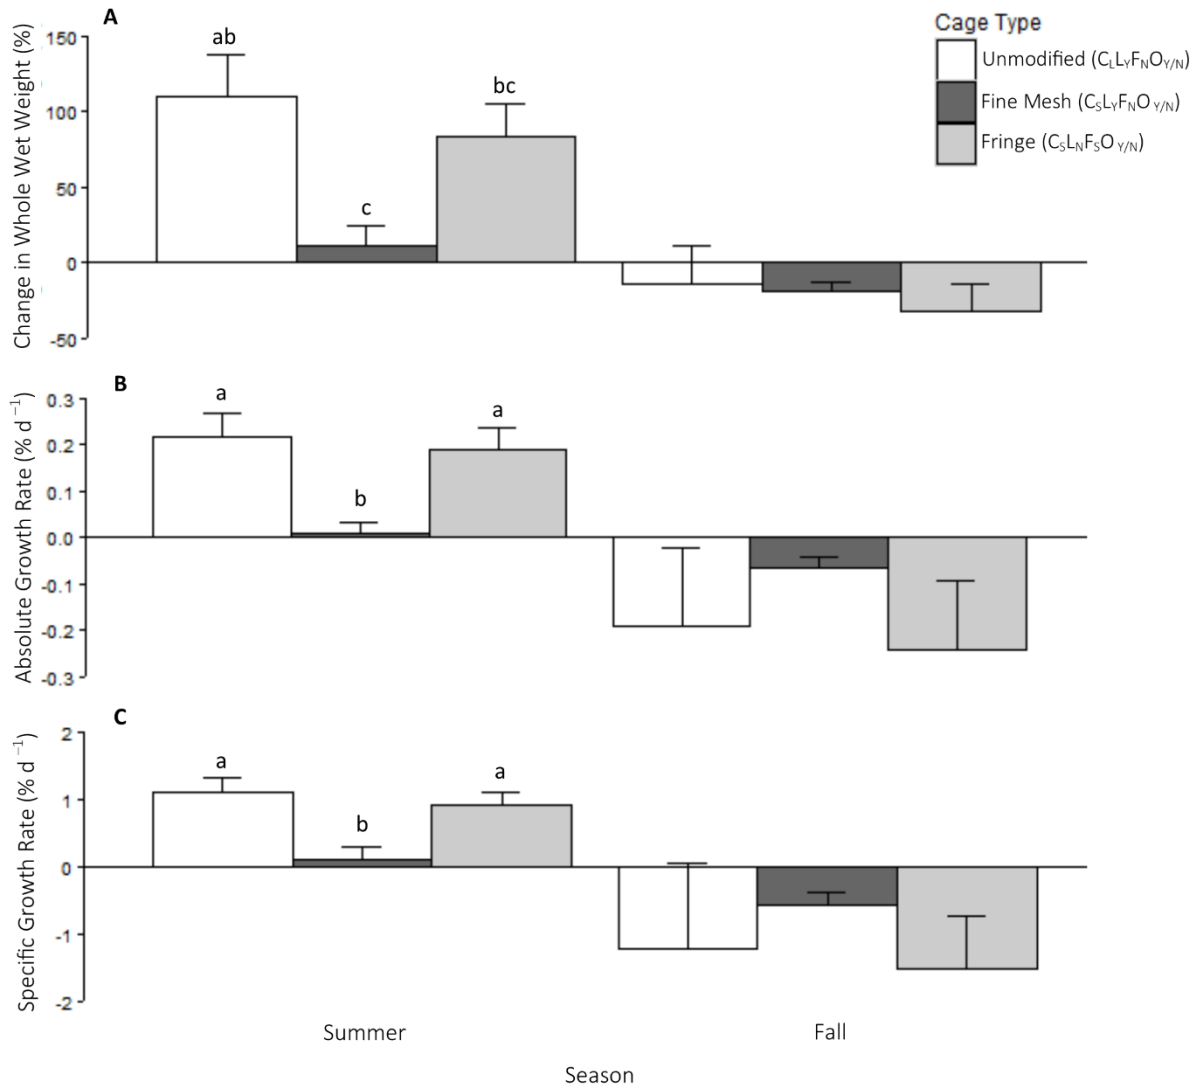 A
Change in Whole Wet Weight (%)
150
100
50
0
-50
ab
c
bc
Cage Type
Unmodified (CLLYFNOY/N)
Fine Mesh (CSLYFNO Y/N)
Fringe (CSLNFSO Y/N)
B
Absolute Growth Rate (% d −1)
0.3
0.2
0.1
0.0
-0.1
-0.2
-0.3
a
b
a
C
Specific Growth Rate (% d −1)
2
1
0
-1
-2
a
b
a
Summer
Fall
Season